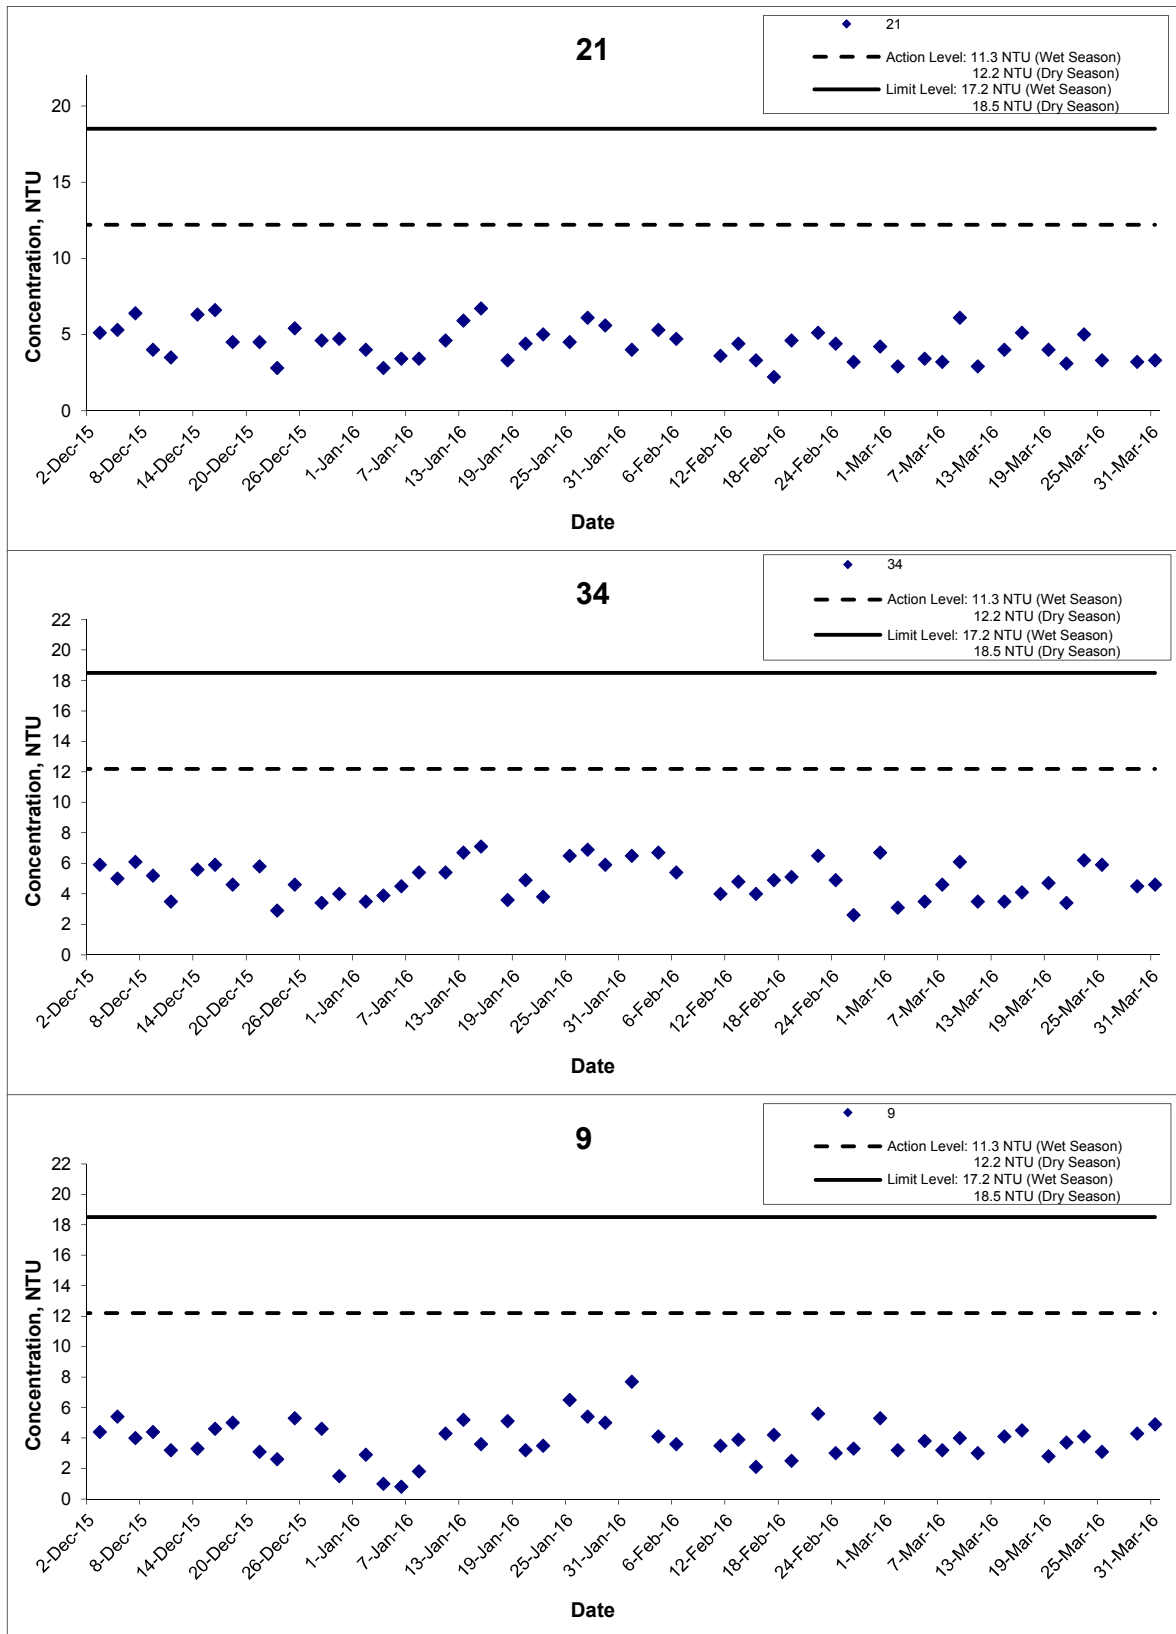 21
21
Action Level: 11.3 NTU (Wet Season)
12.2 NTU (Dry Season)
Limit Level: 17.2 NTU (Wet Season)
18.5 NTU (Dry Season)
Concentration, NTU
20
15
10
5
0
2-Dec-15
8-Dec-15
14-Dec-15
20-Dec-15
26-Dec-15
1-Jan-16
7-Jan-16
13-Jan-16
19-Jan-16
25-Jan-16
31-Jan-16
6-Feb-16
12-Feb-16
18-Feb-16
24-Feb-16
1-Mar-16
7-Mar-16
13-Mar-16
19-Mar-16
25-Mar-16
31-Mar-16
Date
34
34
Action Level: 11.3 NTU (Wet Season)
12.2 NTU (Dry Season)
Limit Level: 17.2 NTU (Wet Season)
18.5 NTU (Dry Season)
Concentration, NTU
22
20
18
16
14
12
10
8
6
4
2
0
2-Dec-15
8-Dec-15
14-Dec-15
20-Dec-15
26-Dec-15
1-Jan-16
7-Jan-16
13-Jan-16
19-Jan-16
25-Jan-16
31-Jan-16
6-Feb-16
12-Feb-16
18-Feb-16
24-Feb-16
1-Mar-16
7-Mar-16
13-Mar-16
19-Mar-16
25-Mar-16
31-Mar-16
Date
9
9
Action Level: 11.3 NTU (Wet Season)
12.2 NTU (Dry Season)
Limit Level: 17.2 NTU (Wet Season)
18.5 NTU (Dry Season)
Concentration, NTU
22
20
18
16
14
12
10
8
6
4
2
0
2-Dec-15
8-Dec-15
14-Dec-15
20-Dec-15
26-Dec-15
1-Jan-16
7-Jan-16
13-Jan-16
19-Jan-16
25-Jan-16
31-Jan-16
6-Feb-16
12-Feb-16
18-Feb-16
24-Feb-16
1-Mar-16
7-Mar-16
13-Mar-16
19-Mar-16
25-Mar-16
31-Mar-16
Date